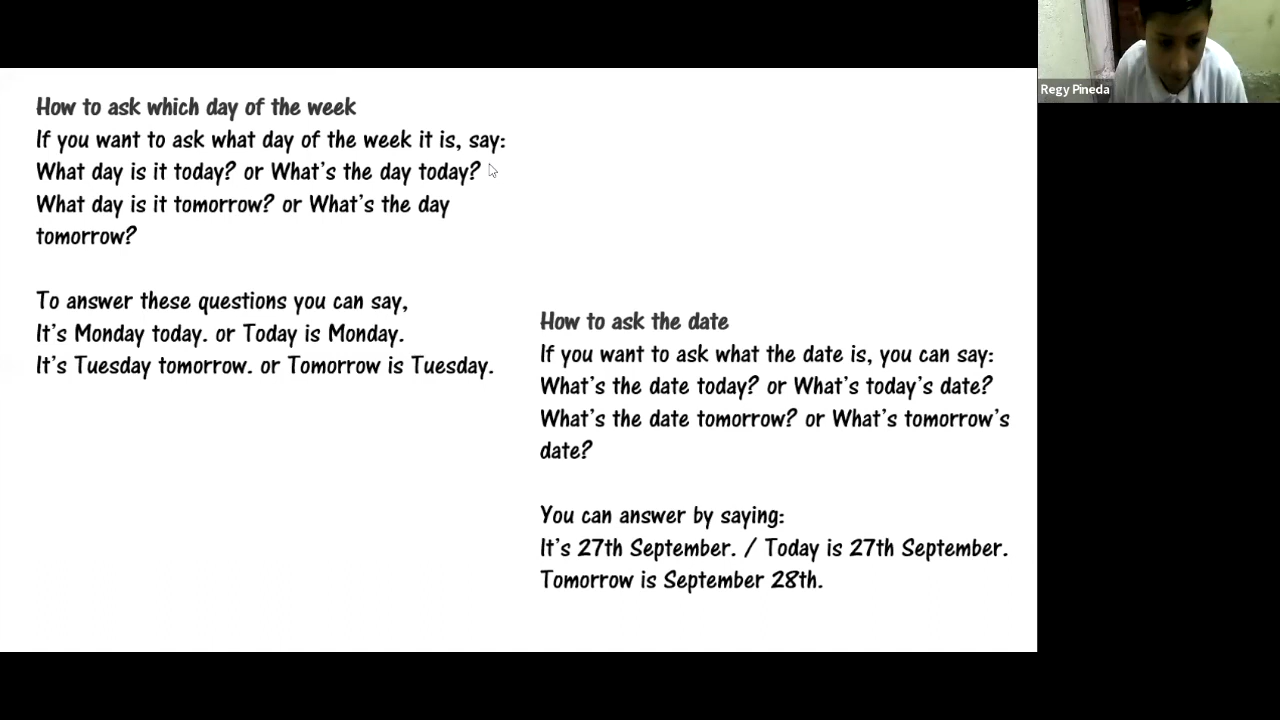 How to ask which day of the week
If you want to ask what day of the week it is, say:
What day is it today? or What's the day today?
What day is it tomorrow? or What's the day
tomorrow?
To answer these questions you can say,
It's Monday today. or Today is Monday.
It's Tuesday tomorrow. or Tomorrow is Tuesday.
How to ask the date
If you want to ask what the date is, you can say:
What's the date today? or What's today's date?
What's the date tomorrow? or What's tomorrow's
date?
You can answer by saying:
It's 27th September. / Today is 27th September.
Tomorrow is September 28th.
Regy Pineda